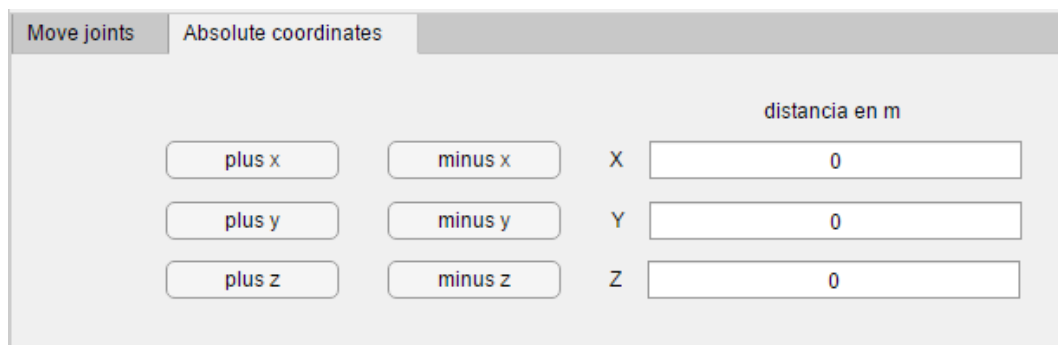 Move joints Absolute coordinates
distancia en m
plus x minus x X 0
plus y minus y Y 0
plus z minus z Z 0